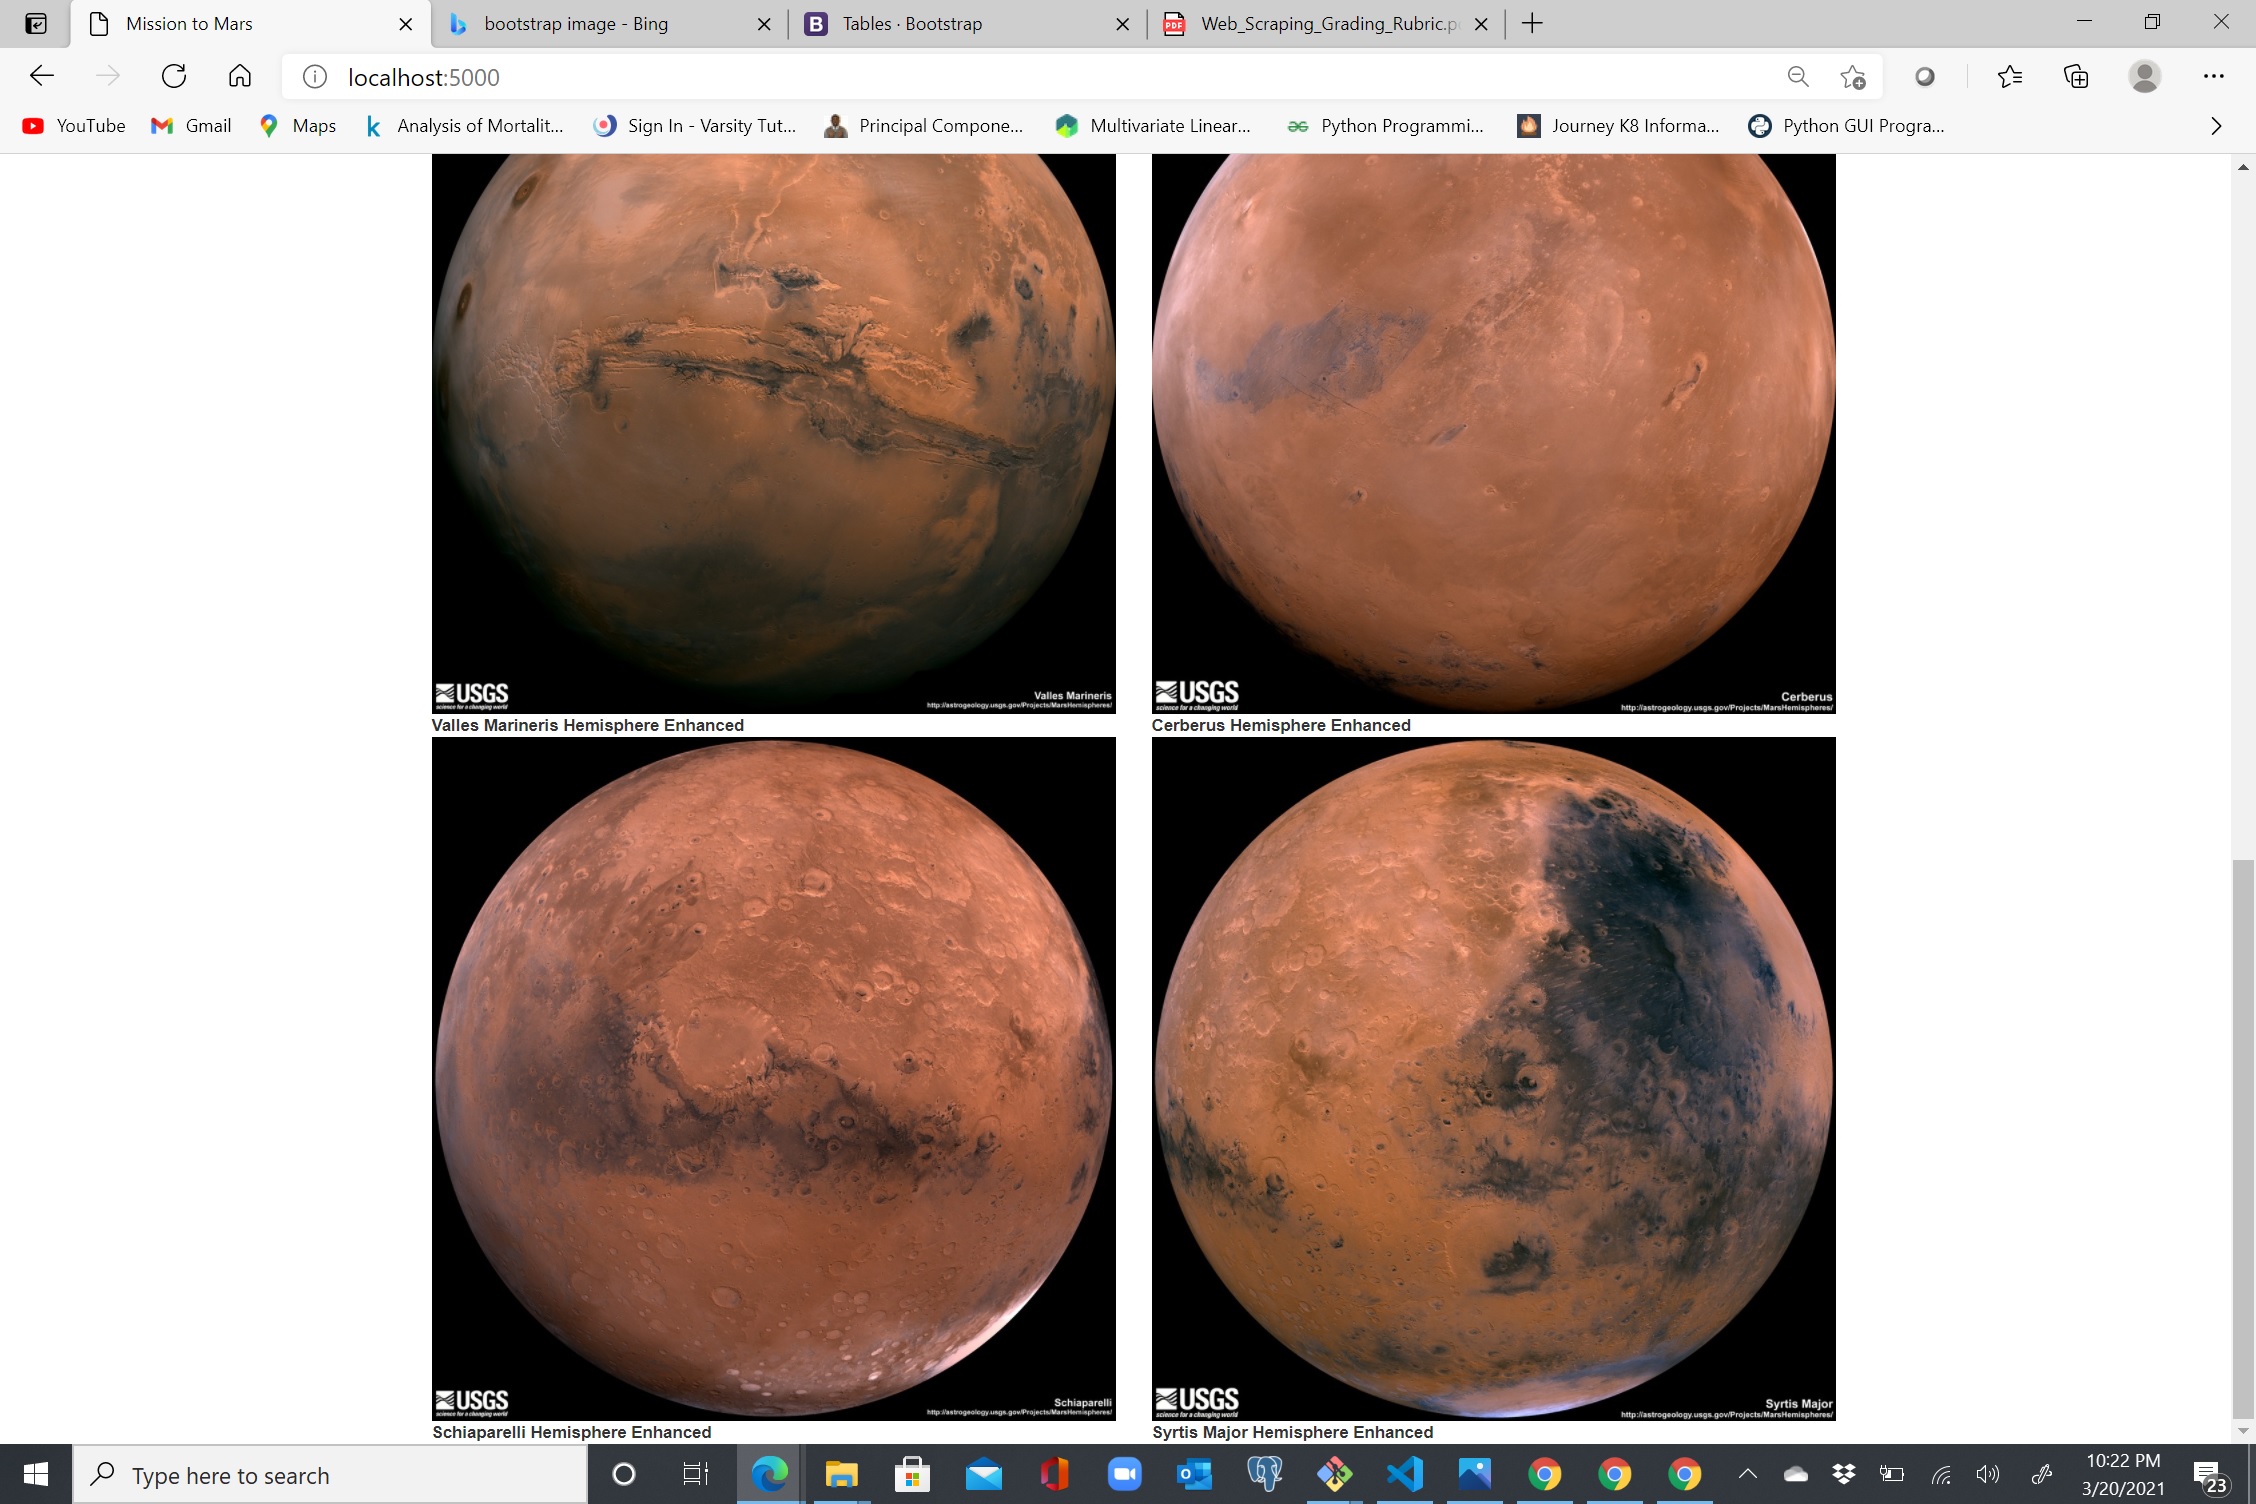 Mission to Mars
bootstrap image - Bing
B Tables · Bootstrap
PDF Web_Scraping_Grading_Rubric.p
localhost:5000
YouTube
Gmail
Maps
k Analysis of Mortalit...
Sign In - Varsity Tut...
Principal Compone...
Multivariate Linear...
Python Programmi...
Journey K8 Informa...
Python GUI Progra...
USGS
science for a changing world
Valles Marineris
http://astrogeology.usgs.gov/Projects/MarsHemispheres/
USGS
science for a changing world
Cerberus
http://astrogeology.usgs.gov/Projects/MarsHemispheres/
Valles Marineris Hemisphere Enhanced
Cerberus Hemisphere Enhanced
USGS
science for a changing world
Schiaparelli
http://astrogeology.usgs.gov/Projects/MarsHemispheres/
USGS
science for a changing world
Syrtis Major
http://astrogeology.usgs.gov/Projects/MarsHemispheres/
Schiaparelli Hemisphere Enhanced
Syrtis Major Hemisphere Enhanced
Type here to search
10:22 PM
3/20/2021
23